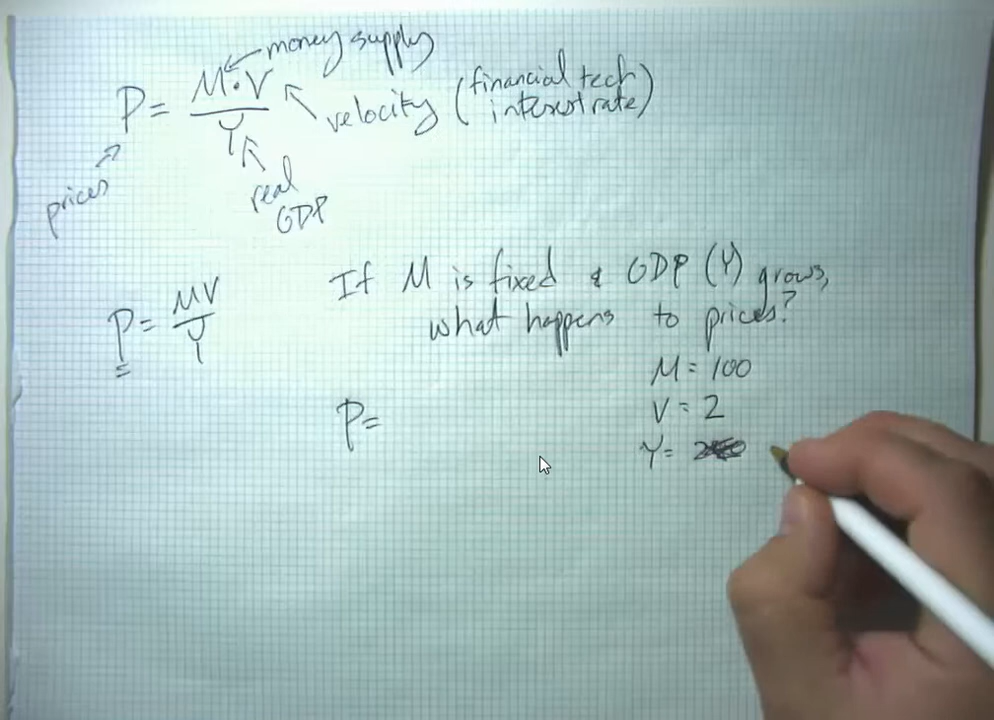 money supply
P = M·V / Y
velocity (financial tech
interest rate)
prices
real
GDP
P = MV / Y
If M is fixed & GDP (Y) grows,
what happens to prices?
M = 100
V = 2
P =
Y =